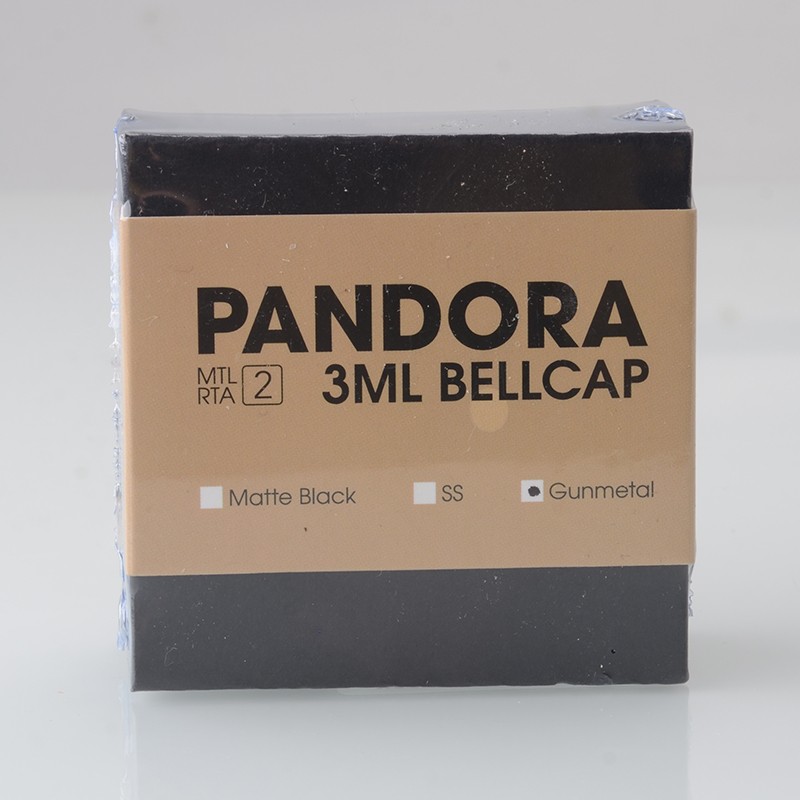 PANDORA
MTL RTA 2 3ML BELLCAP
Matte Black SS Gunmetal